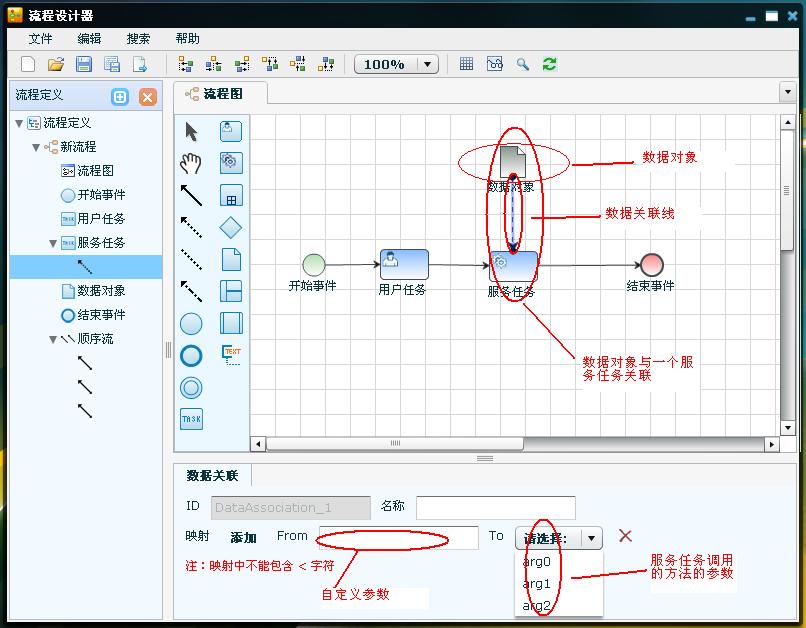 流程设计器
文件 编辑 搜索 帮助
100%
流程定义
流程图
流程定义
新流程
流程图
开始事件
TASK 用户任务
TASK 服务任务
数据对象
结束事件
顺序流
TEXT
TASK
数据对象
数据对象
数据关联线
开始事件
用户任务
服务任务
结束事件
数据对象与一个服
务任务关联
数据关联
ID DataAssociation_1 名称
映射 添加 From To 请选择:
注：映射中不能包含 < 字符
arg0
arg1
arg2
自定义参数
服务任务调用
的方法的参数